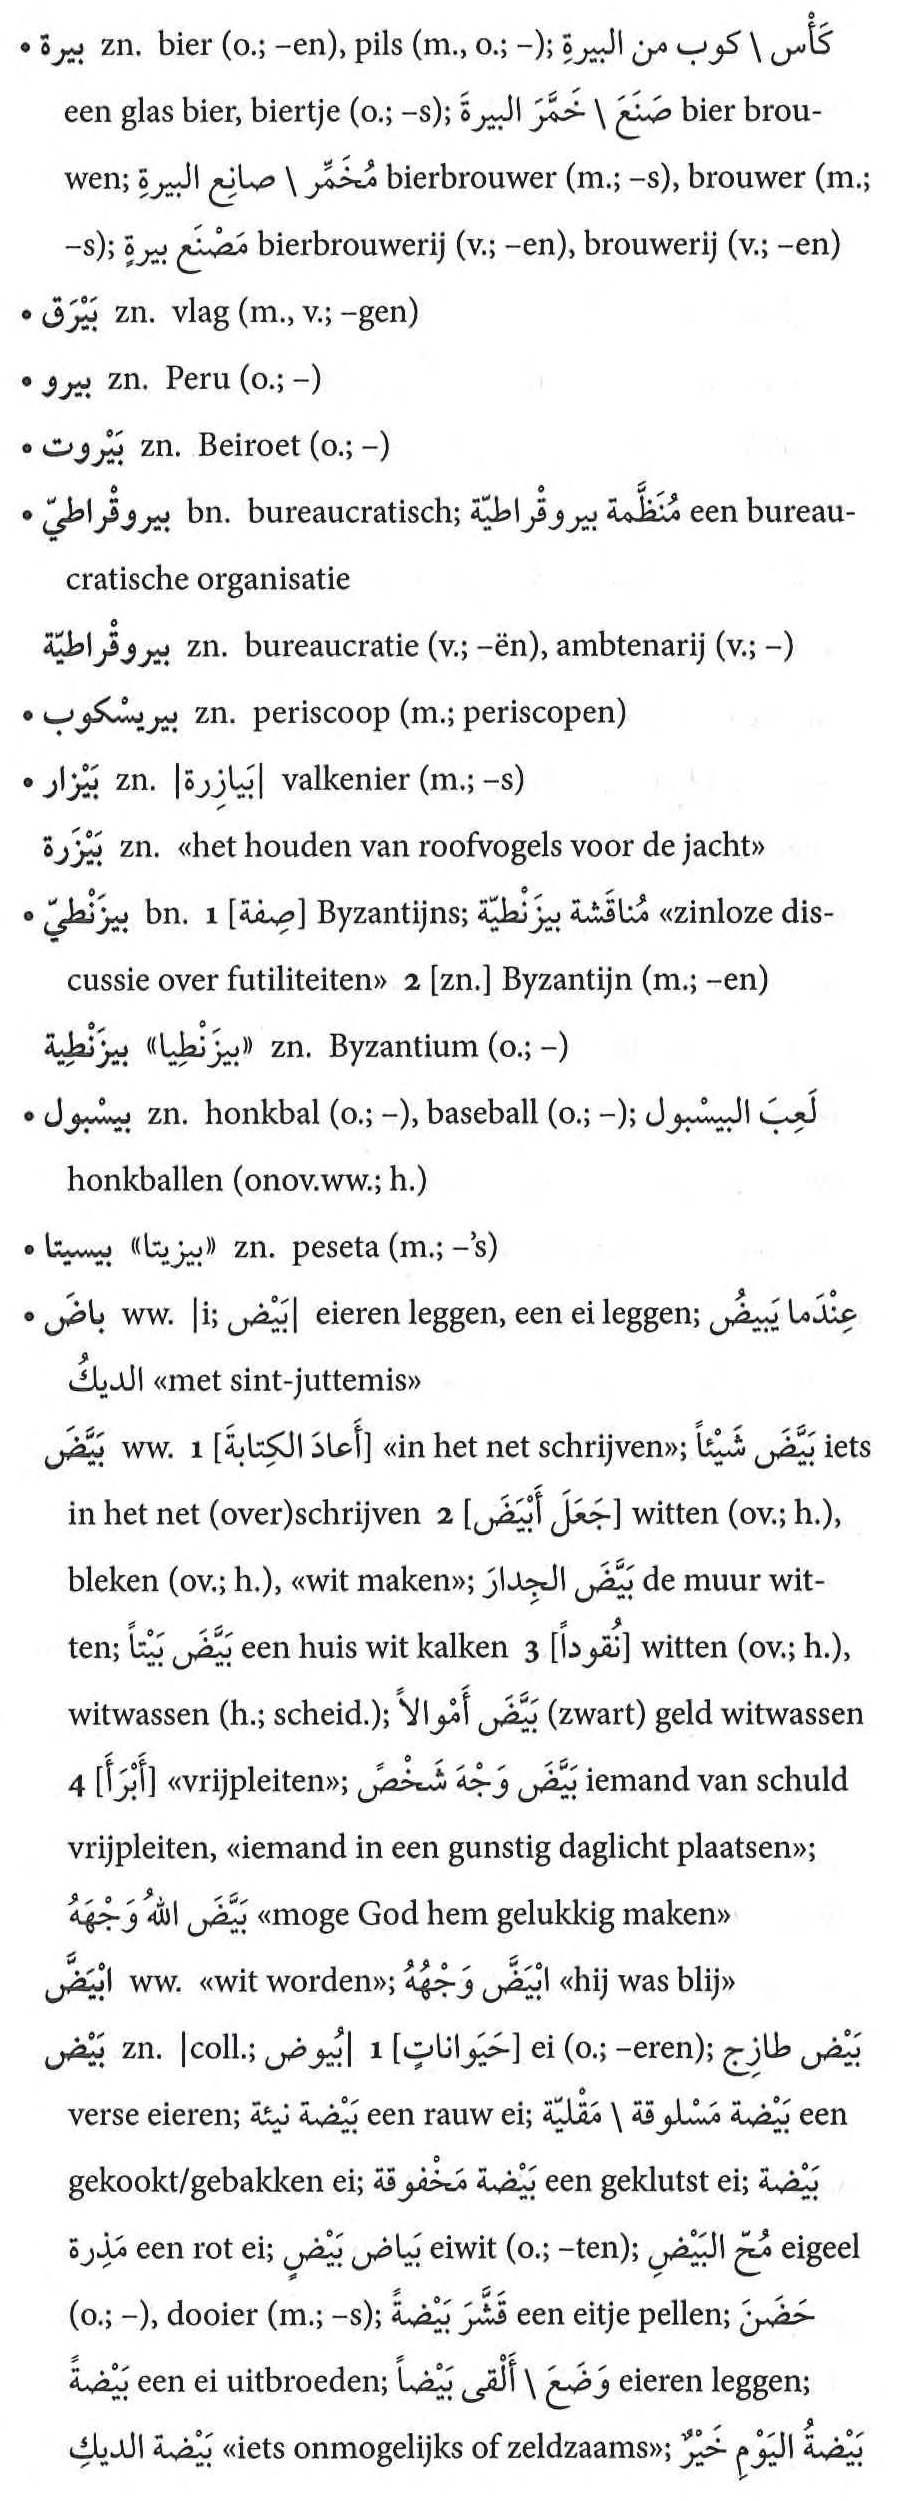 • بيرة zn. bier (o.; –en), pils (m., o.; –); كَأْس \ كوب من البيرةِ
een glas bier, biertje (o.; –s); صَنَعَ \ خَمَّرَ البيرةَ bier brou-
wen; مُخَمِّر \ صانِع البيرةِ bierbrouwer (m.; –s), brouwer (m.;
–s); مَصْنَع بيرةٍ bierbrouwerij (v.; –en), brouwerij (v.; –en)
• بَيْرَق zn. vlag (m., v.; –gen)
• بيرو zn. Peru (o.; –)
• بَيْروت zn. Beiroet (o.; –)
• بيروقْراطيّ bn. bureaucratisch; مُنَظَّمة بيروقْراطيّة een bureau-
cratische organisatie
بيروقْراطيّة zn. bureaucratie (v.; –ën), ambtenarij (v.; –)
• بيريسْكوب zn. periscoop (m.; periscopen)
• بَيْزار zn. |بَيازِرة| valkenier (m.; –s)
بَيْزَرة zn. «het houden van roofvogels voor de jacht»
• بيزَنْطيّ bn. 1 [صِفة] Byzantijns; مُناقَشة بيزَنْطيّة «zinloze dis-
cussie over futiliteiten» 2 [zn.] Byzantijn (m.; –en)
بيزَنْطِية «بيزَنْطِيا» zn. Byzantium (o.; –)
• بيسْبول zn. honkbal (o.; –), baseball (o.; –); لَعِبَ البيسْبول
honkballen (onov.ww.; h.)
• بيسيتا «بيزيتا» zn. peseta (m.; –’s)
• باضَ ww. |i; بَيْض| eieren leggen, een ei leggen; عِنْدَما يَبيضُ
الديكُ «met sint-juttemis»
بَيَّضَ ww. 1 [أَعادَ الكِتابةَ] «in het net schrijven»; بَيَّضَ شَيْئاً iets
in het net (over)schrijven 2 [جَعَلَ أَبْيَضَ] witten (ov.; h.),
bleken (ov.; h.), «wit maken»; بَيَّضَ الجِدارَ de muur wit-
ten; بَيَّضَ بَيْتاً een huis wit kalken 3 [نُقوداً] witten (ov.; h.),
witwassen (h.; scheid.); بَيَّضَ أَمْوالاً (zwart) geld witwassen
4 [أَبْرَأَ] «vrijpleiten»; بَيَّضَ وَجْهَ شَخْصٍ iemand van schuld
vrijpleiten, «iemand in een gunstig daglicht plaatsen»;
بَيَّضَ اللهُ وَجْهَهُ «moge God hem gelukkig maken»
ابْيَضَّ ww. «wit worden»; ابْيَضَّ وَجْهُهُ «hij was blij»
بَيْض zn. |coll.; بُيوض| 1 [حَيَواناتٍ] ei (o.; –eren); بَيْض طازِج
verse eieren; بَيْضة نيئة een rauw ei; بَيْضة مَسْلوقة \ مَقْليّة een
gekookt/gebakken ei; بَيْضة مَخْفوقة een geklutst ei; بَيْضة
مَذِرة een rot ei; بَياض بَيْضٍ eiwit (o.; –ten); مُحّ البَيْضِ eigeel
(o.; –), dooier (m.; –s); قَشَّرَ بَيْضةً een eitje pellen; حَضَنَ
بَيْضةً een ei uitbroeden; وَضَعَ \ أَلْقى بَيْضاً eieren leggen;
بَيْضة الديكِ «iets onmogelijks of zeldzaams»; بَيْضةُ اليَوْمِ خَيْرٌ